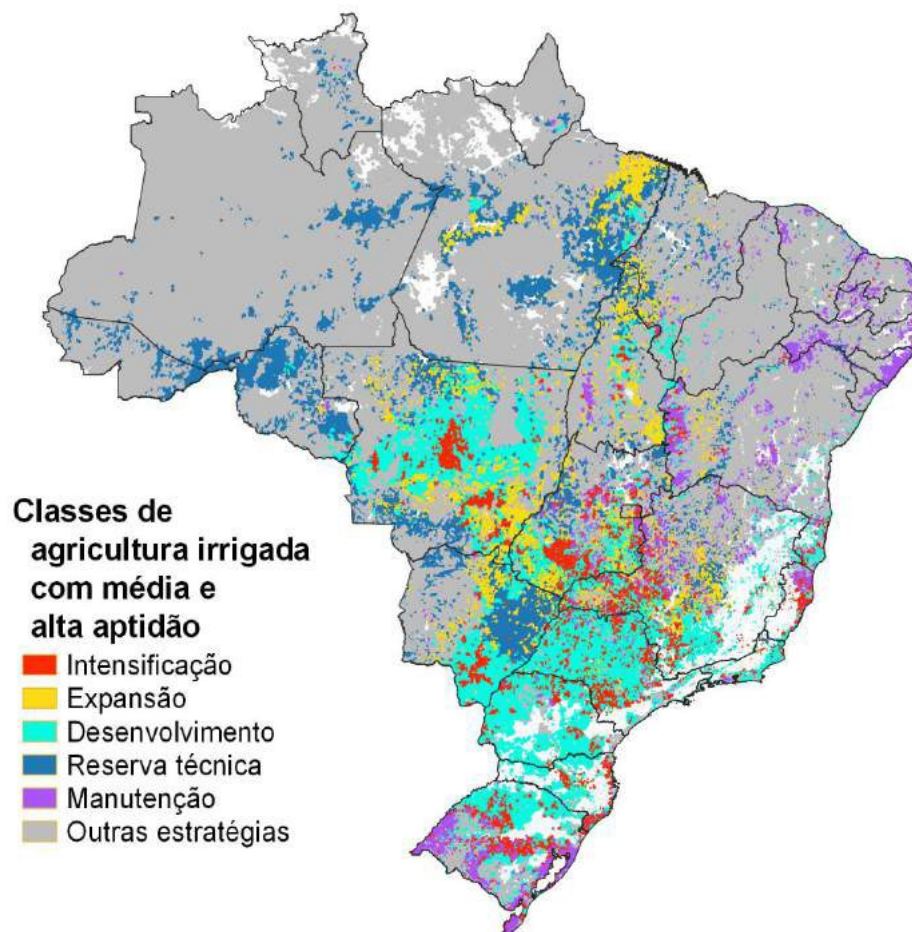 Classes de
agricultura irrigada
com média e
alta aptidão
Intensificação
Expansão
Desenvolvimento
Reserva técnica
Manutenção
Outras estratégias